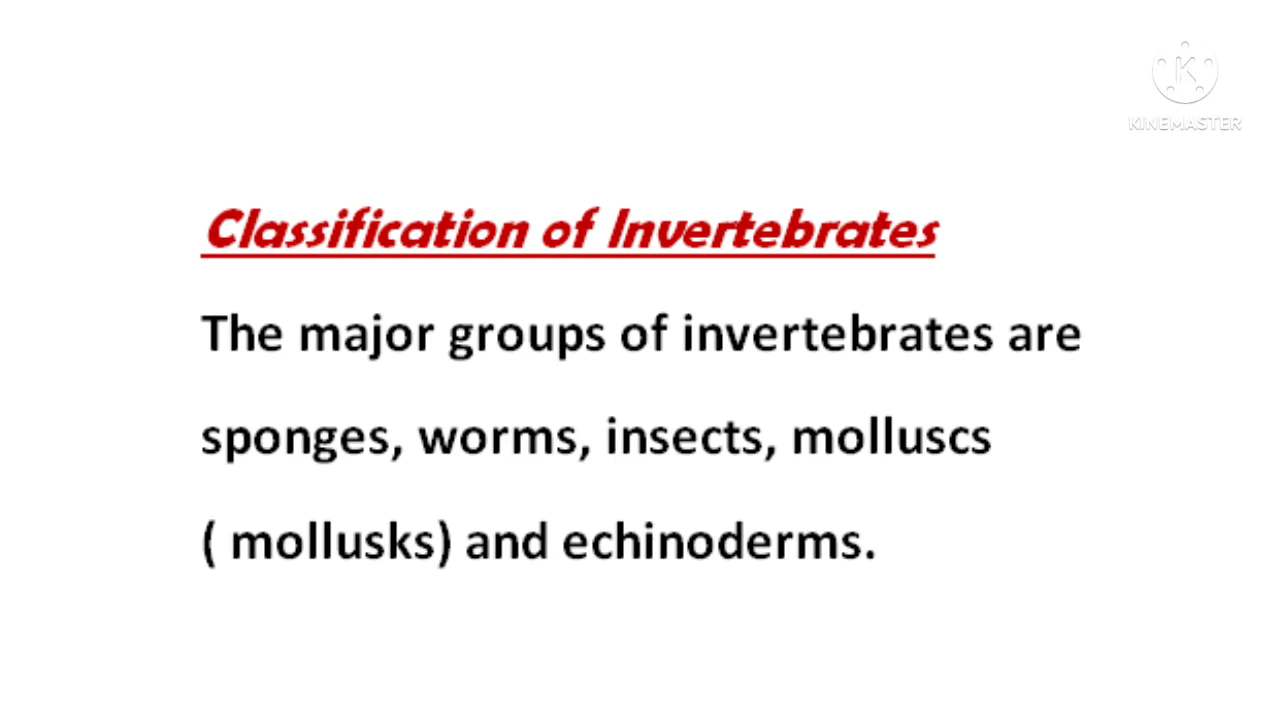 KINEMASTER
Classification of Invertebrates
The major groups of invertebrates are
sponges, worms, insects, molluscs
( mollusks) and echinoderms.